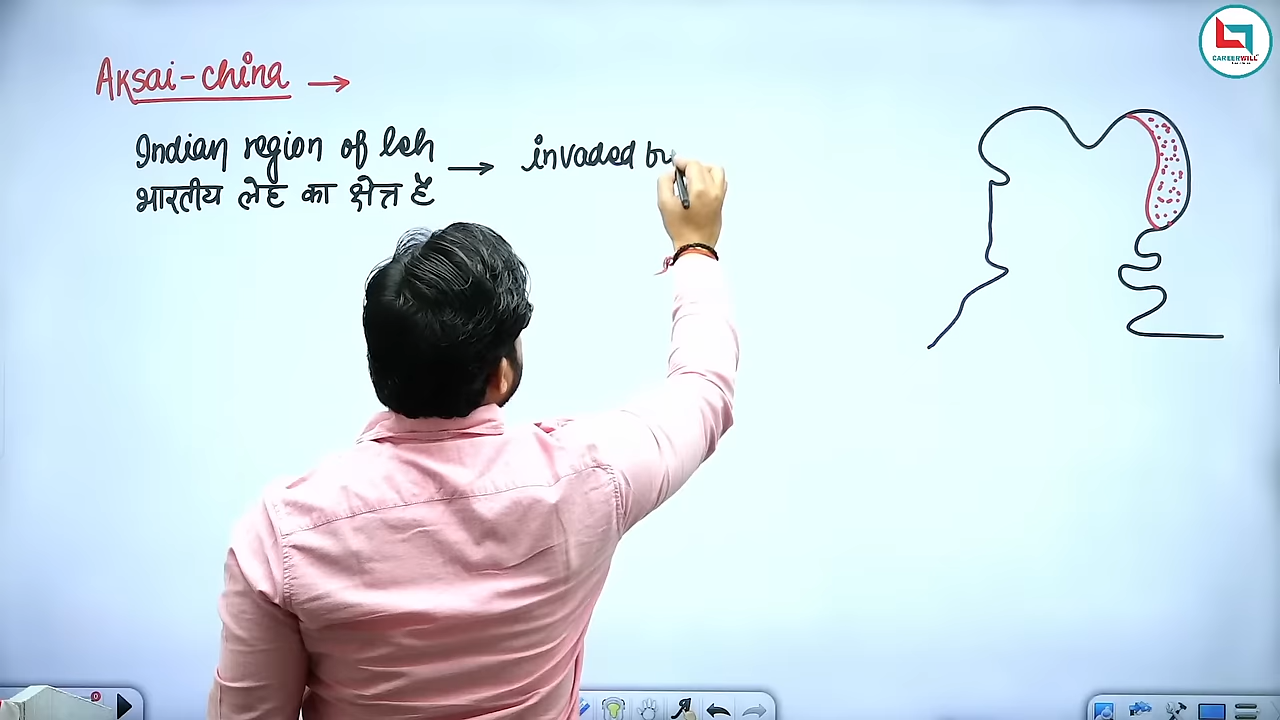 Aksai-china →
Indian region of leh → invaded by
भारतीय लेह का क्षेत्र हैं
CAREERWILL